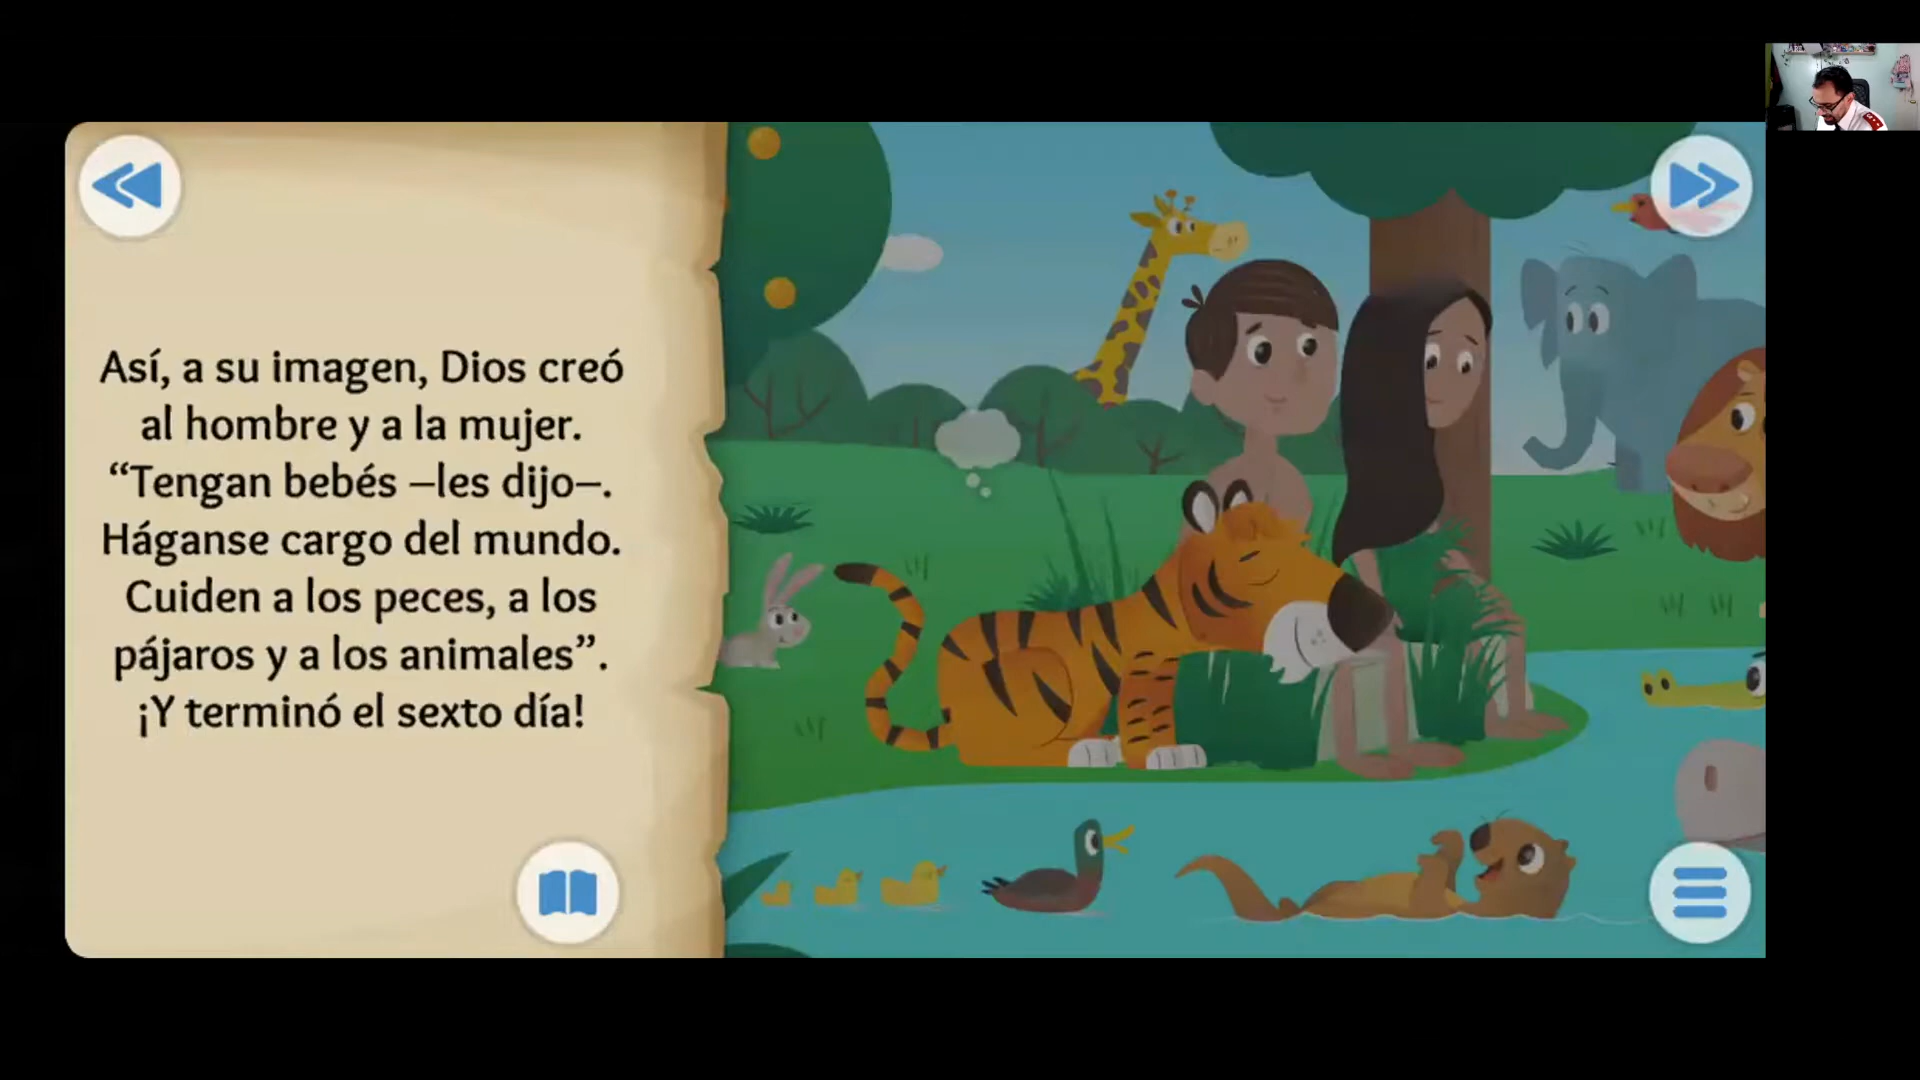 Así, a su imagen, Dios creó
al hombre y a la mujer.
“Tengan bebés –les dijo–.
Háganse cargo del mundo.
Cuiden a los peces, a los
pájaros y a los animales”.
¡Y terminó el sexto día!